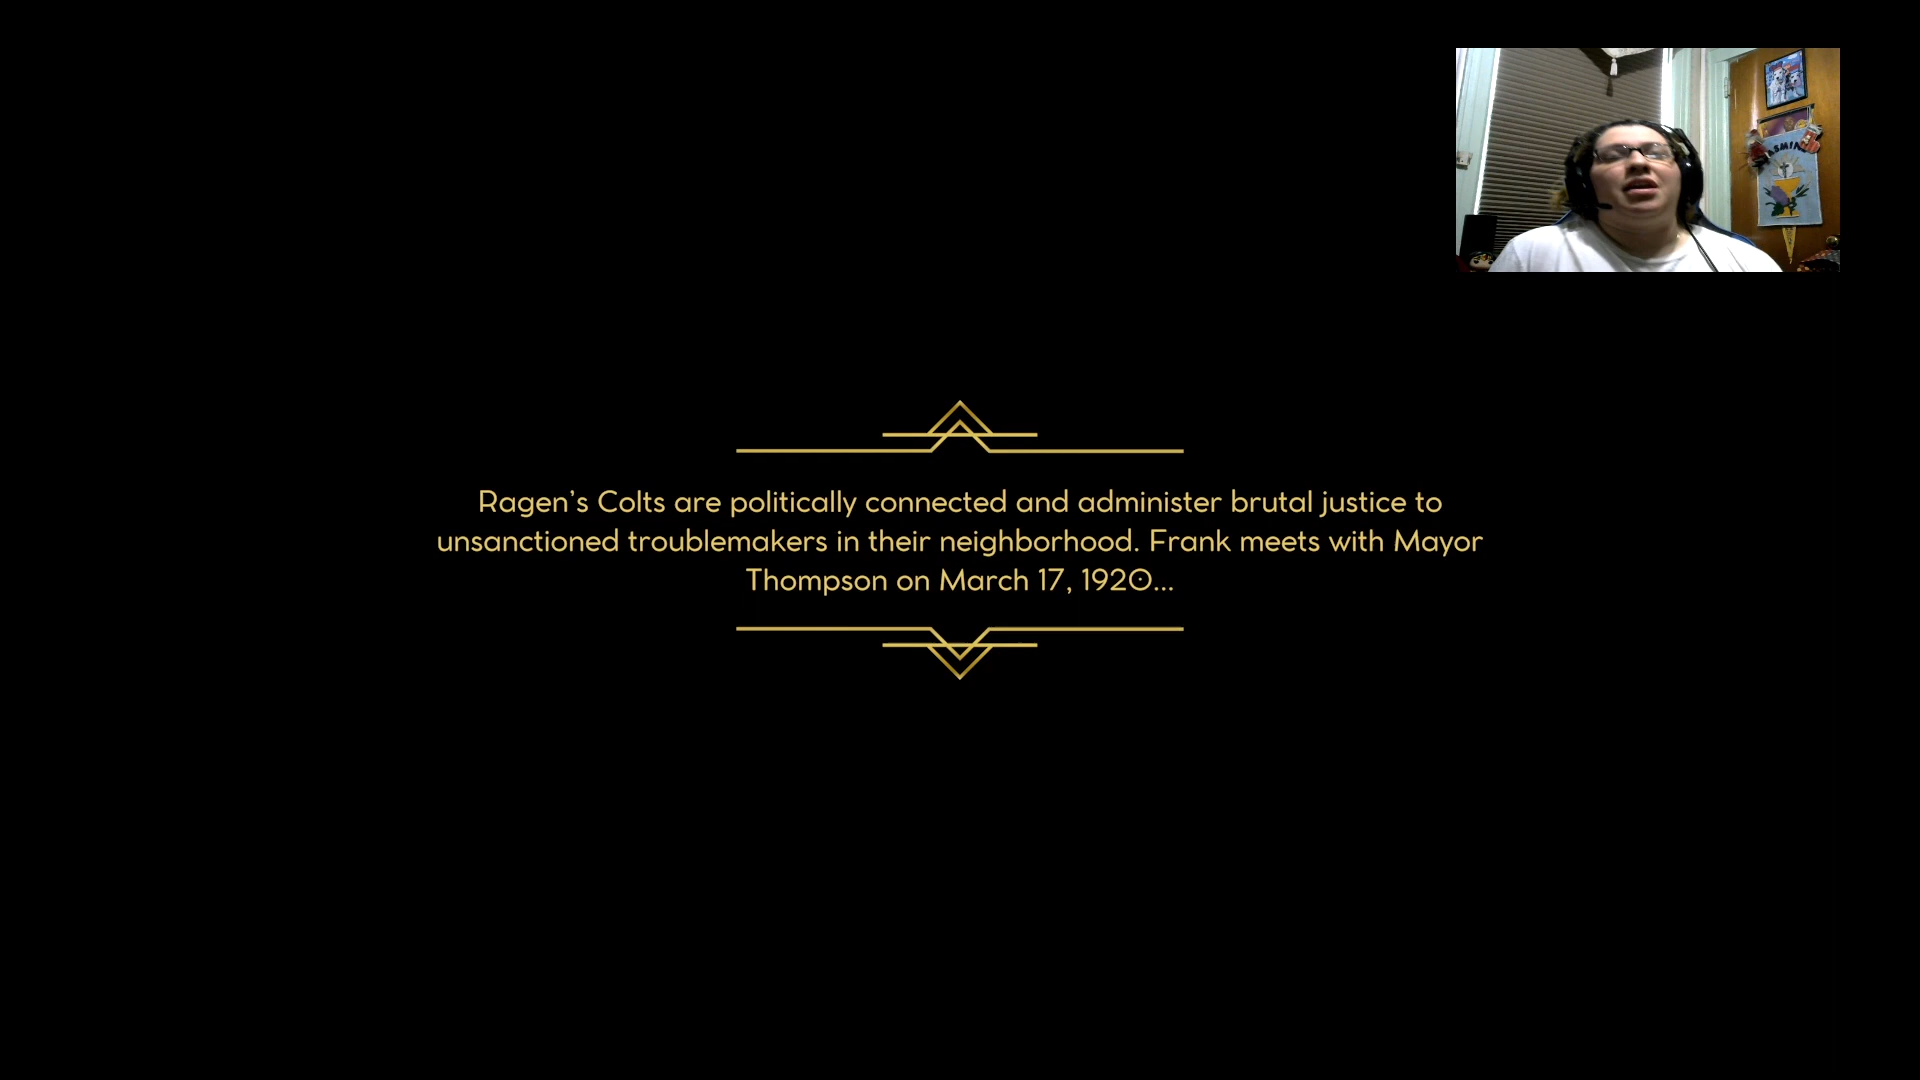 Ragen's Colts are politically connected and administer brutal justice to
unsanctioned troublemakers in their neighborhood. Frank meets with Mayor
Thompson on March 17, 1920...